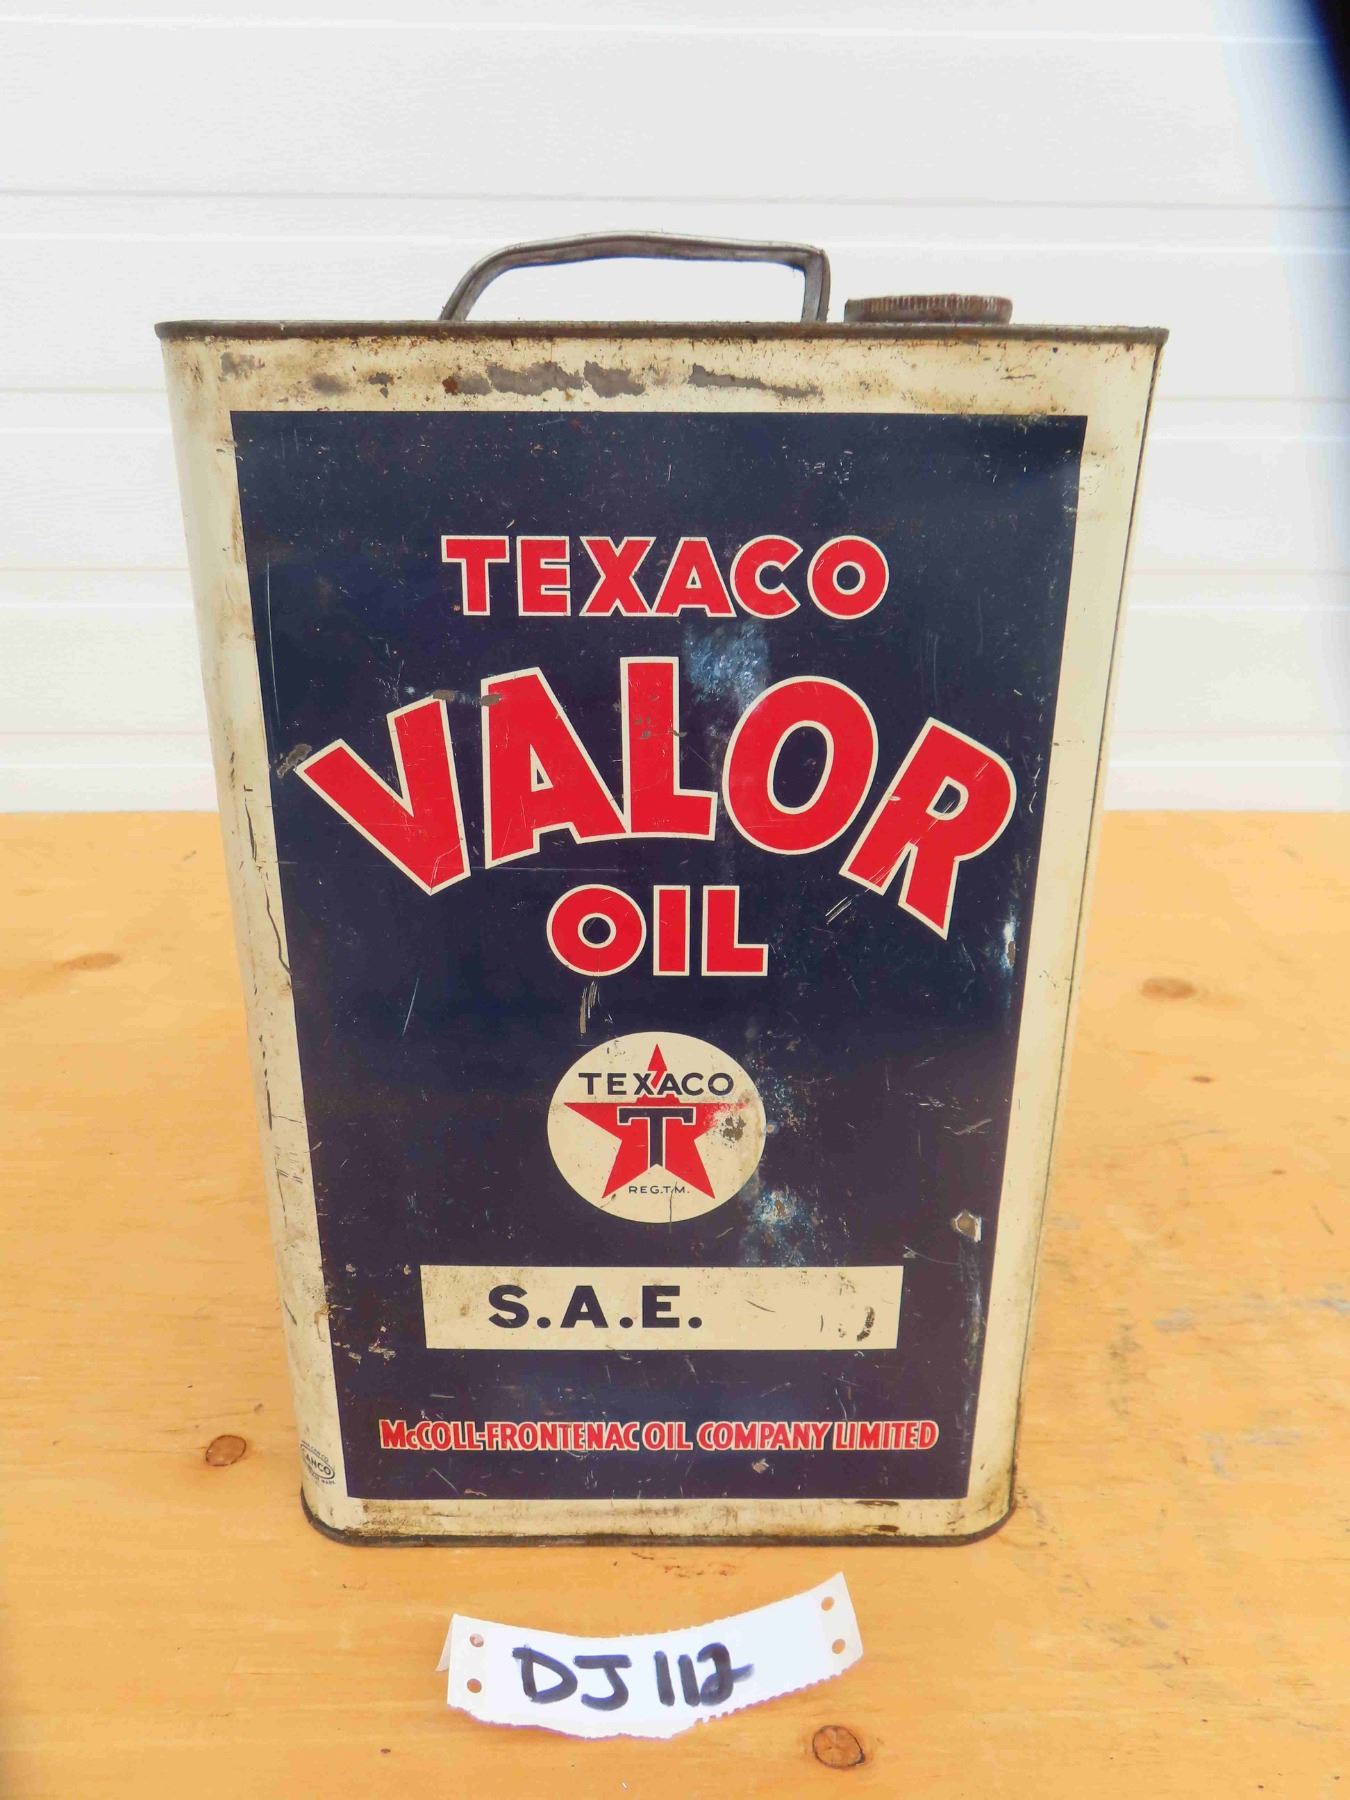 TEXACO
VALOR
OIL
TEXACO
T
REG.T.M.
S.A.E.
McCOLL-FRONTENAC OIL COMPANY LIMITED
DJ 112